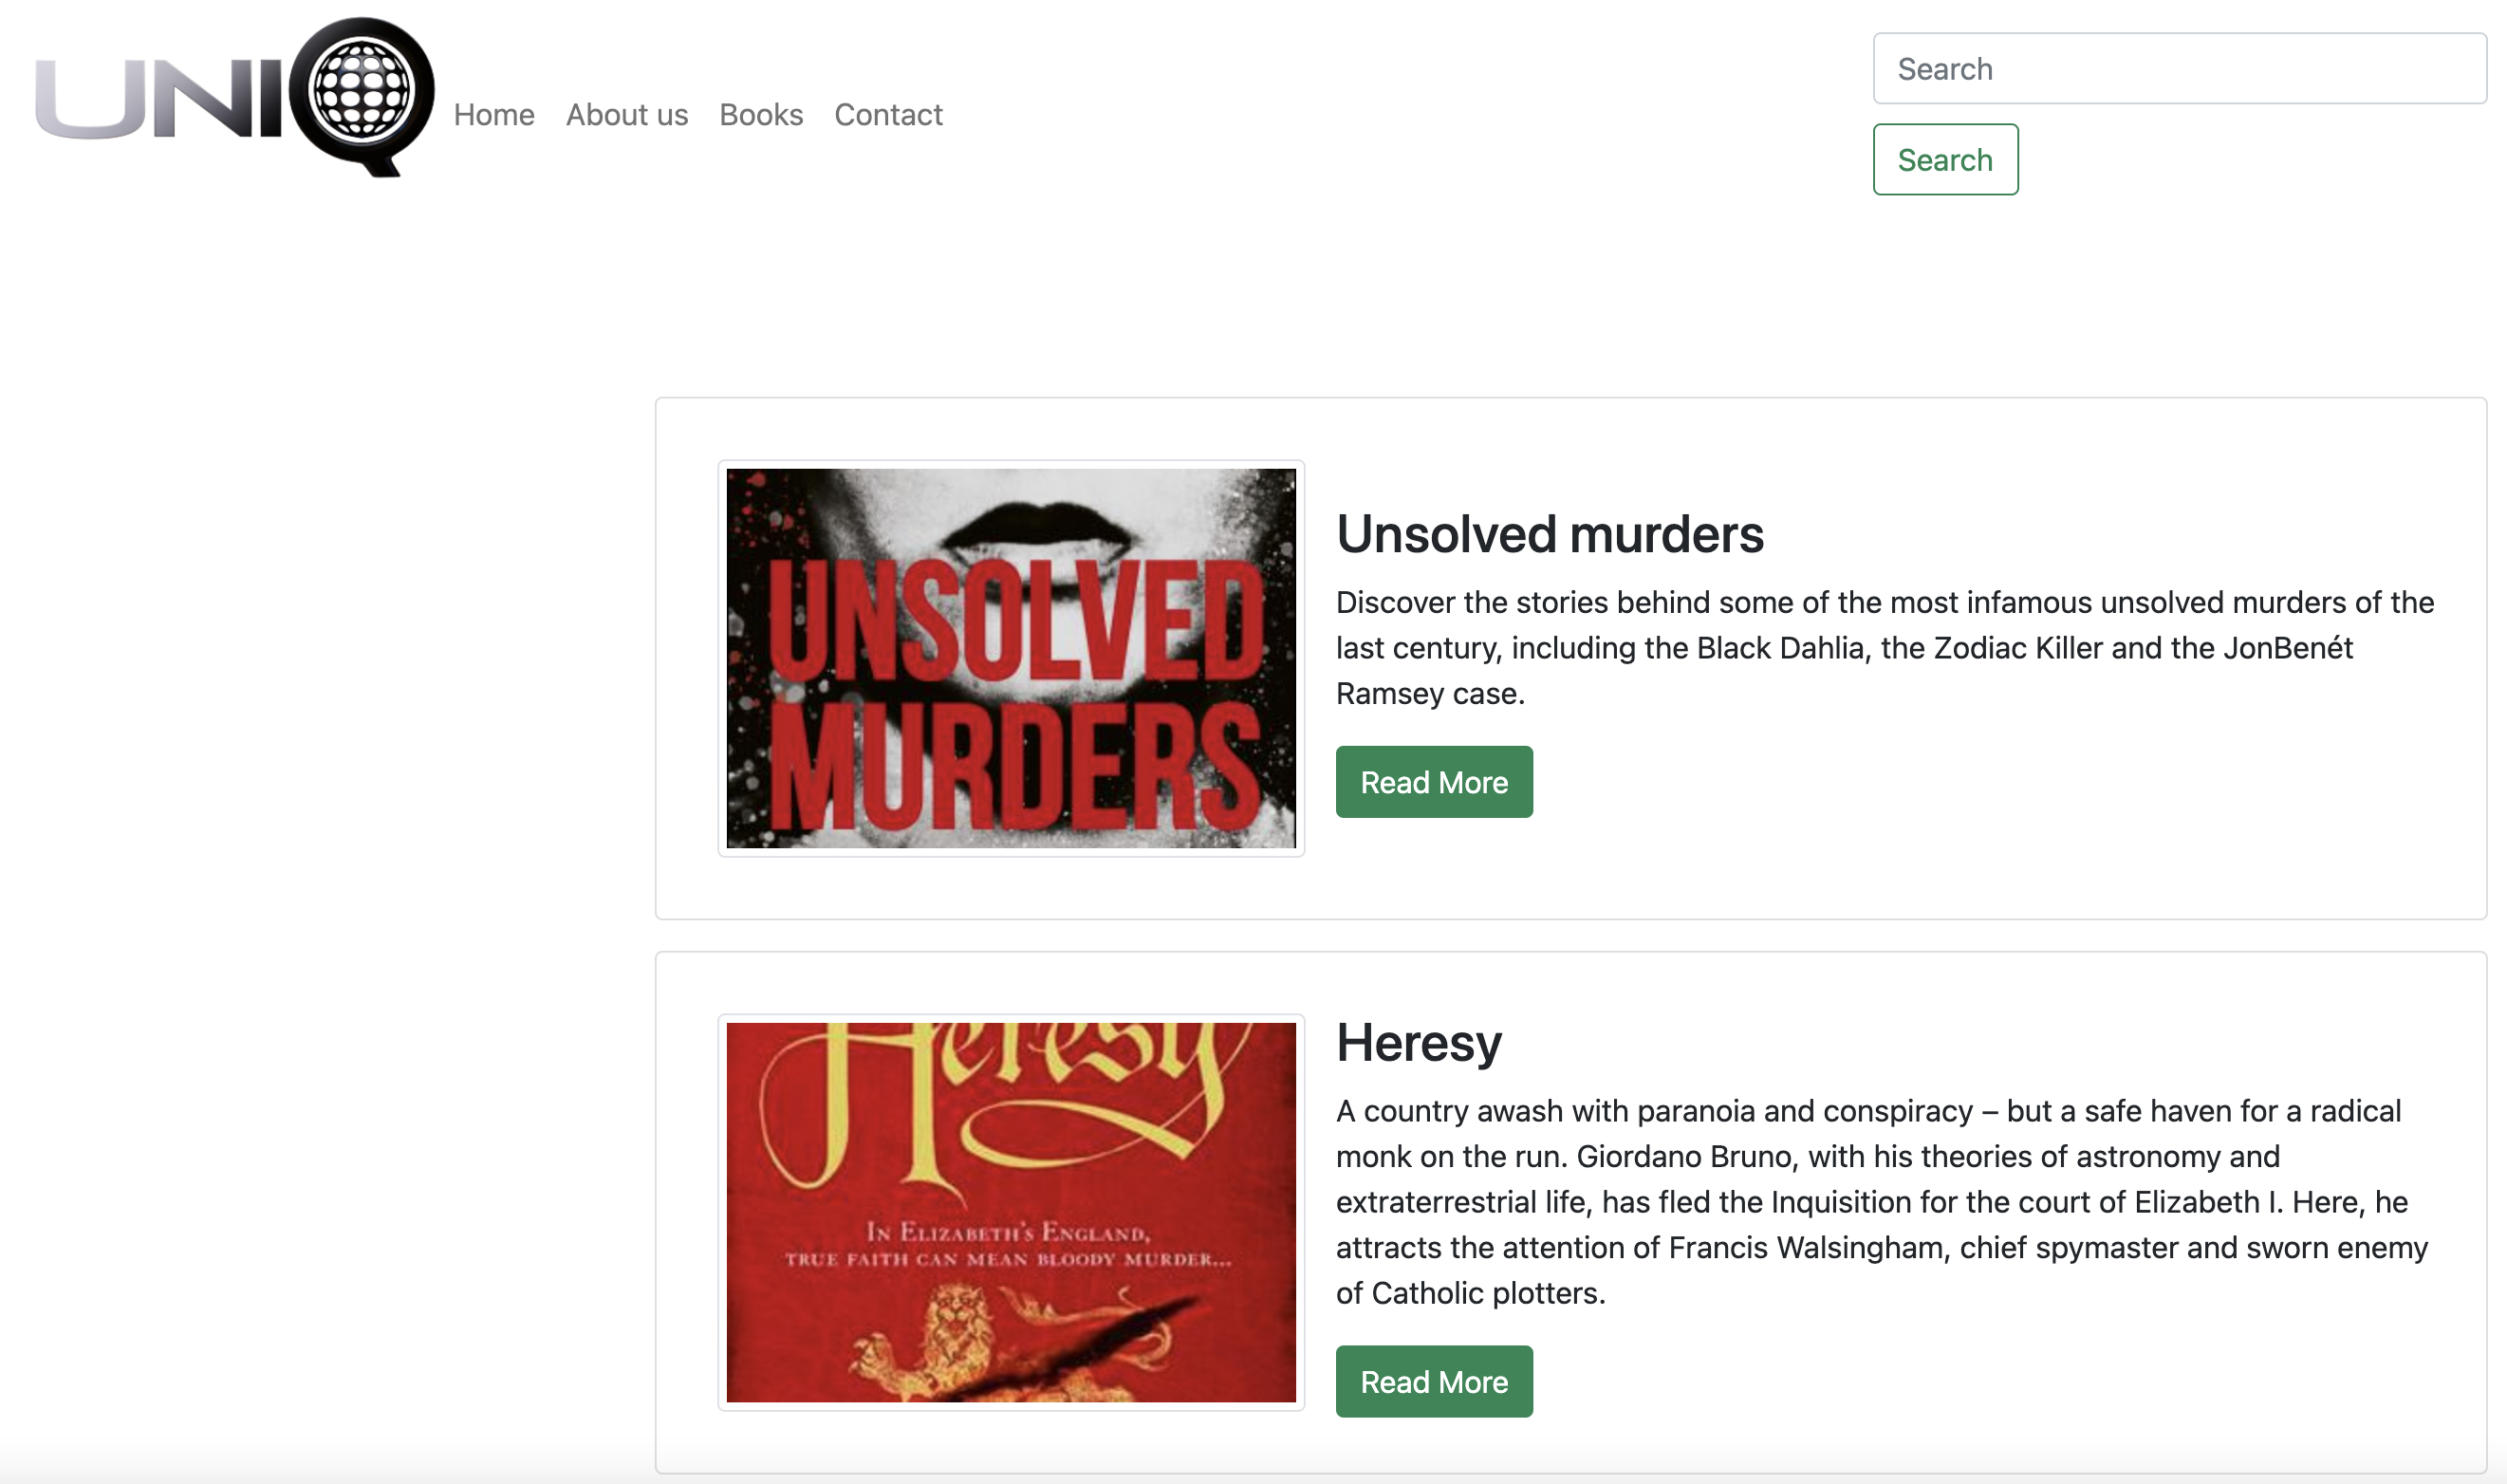 UNIQ
Home About us Books Contact
Search
Search
UNSOLVED
MURDERS
Unsolved murders
Discover the stories behind some of the most infamous unsolved murders of the
last century, including the Black Dahlia, the Zodiac Killer and the JonBenét
Ramsey case.
Read More
Heresy
IN ELIZABETH'S ENGLAND,
TRUE FAITH CAN MEAN BLOODY MURDER...
Heresy
A country awash with paranoia and conspiracy – but a safe haven for a radical
monk on the run. Giordano Bruno, with his theories of astronomy and
extraterrestrial life, has fled the Inquisition for the court of Elizabeth I. Here, he
attracts the attention of Francis Walsingham, chief spymaster and sworn enemy
of Catholic plotters.
Read More